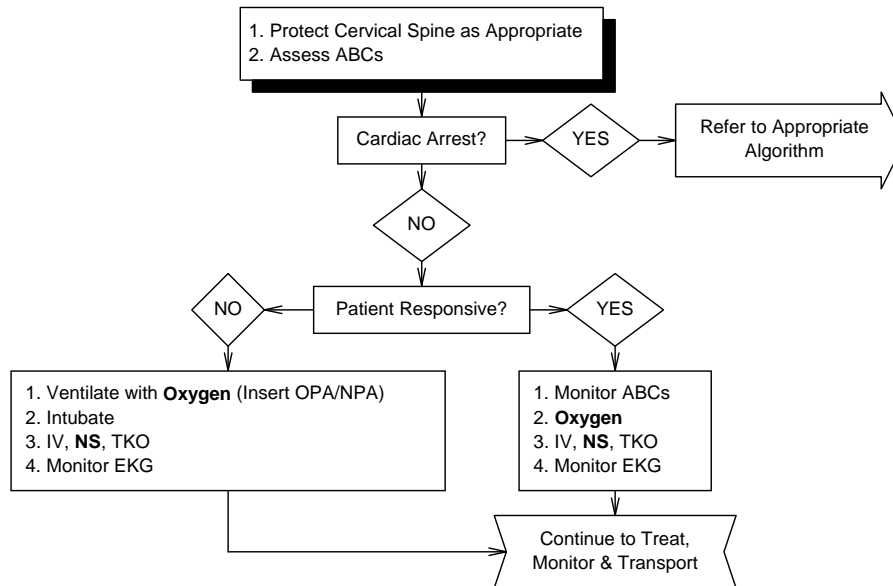 1. Protect Cervical Spine as Appropriate
2. Assess ABCs
Cardiac Arrest?
YES
Refer to Appropriate
Algorithm
NO
NO
Patient Responsive?
YES
1. Ventilate with Oxygen (Insert OPA/NPA)
2. Intubate
3. IV, NS, TKO
4. Monitor EKG
1. Monitor ABCs
2. Oxygen
3. IV, NS, TKO
4. Monitor EKG
Continue to Treat,
Monitor & Transport